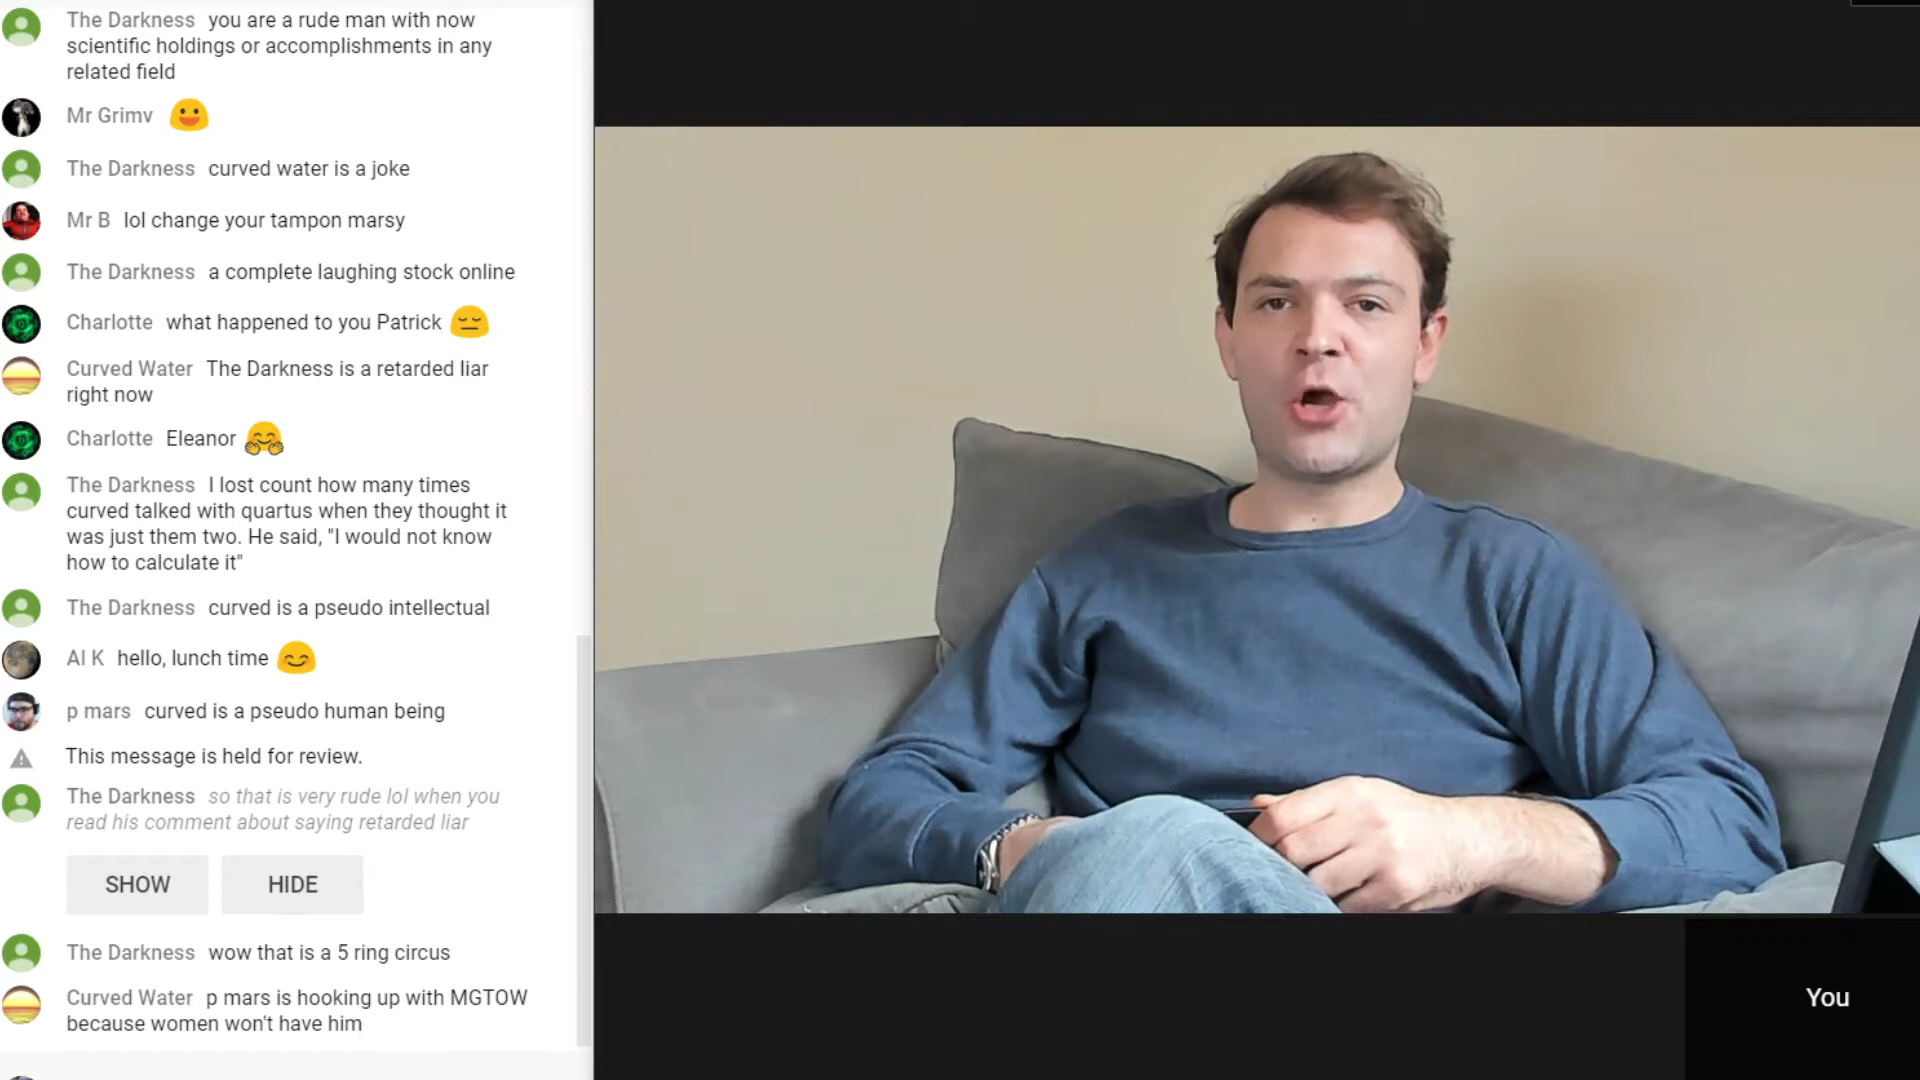 The Darkness you are a rude man with now
scientific holdings or accomplishments in any
related field
Mr Grimv
The Darkness curved water is a joke
Mr B lol change your tampon marsy
The Darkness a complete laughing stock online
Charlotte what happened to you Patrick
Curved Water The Darkness is a retarded liar
right now
Charlotte Eleanor
The Darkness I lost count how many times
curved talked with quartus when they thought it
was just them two. He said, "I would not know
how to calculate it"
The Darkness curved is a pseudo intellectual
Al K hello, lunch time
p mars curved is a pseudo human being
This message is held for review.
The Darkness so that is very rude lol when you
read his comment about saying retarded liar
SHOW HIDE
The Darkness wow that is a 5 ring circus
Curved Water p mars is hooking up with MGTOW
because women won't have him
You